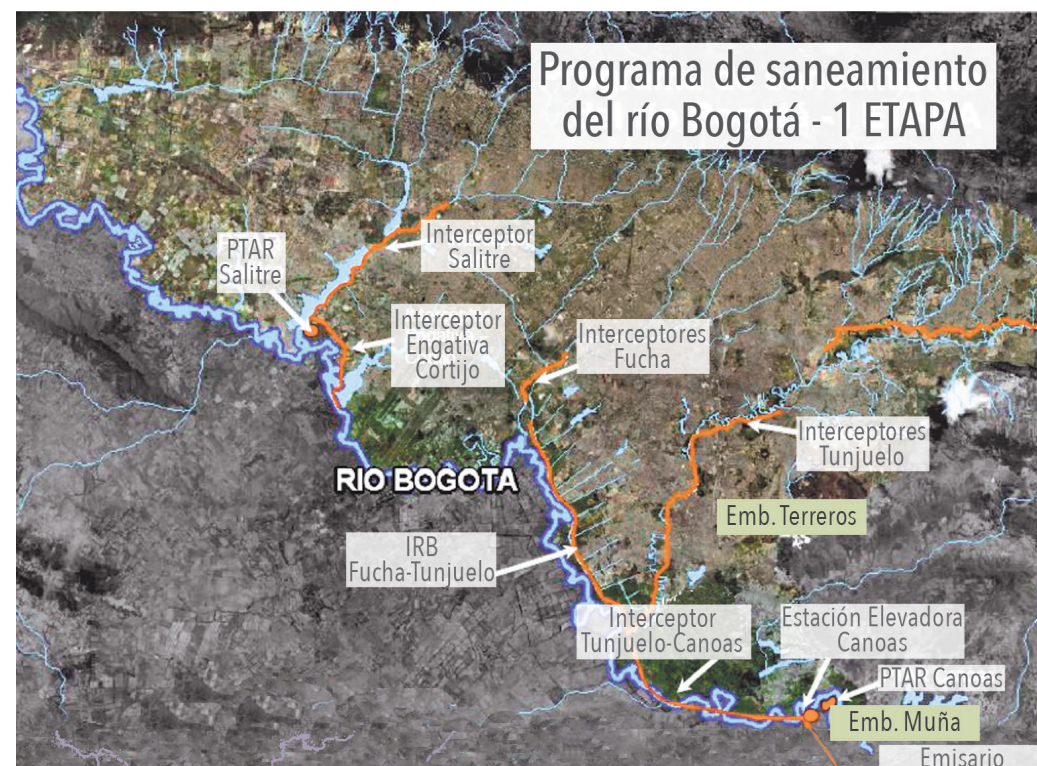 Programa de saneamiento
del río Bogotá - 1 ETAPA
PTAR
Salitre
Interceptor
Salitre
Interceptor
Engativa
Cortijo
Interceptores
Fucha
Interceptores
Tunjuelo
RIO BOGOTA
Emb. Terreros
IRB
Fucha-Tunjuelo
Interceptor
Tunjuelo-Canoas
Estación Elevadora
Canoas
PTAR Canoas
Emb. Muña
Emisario